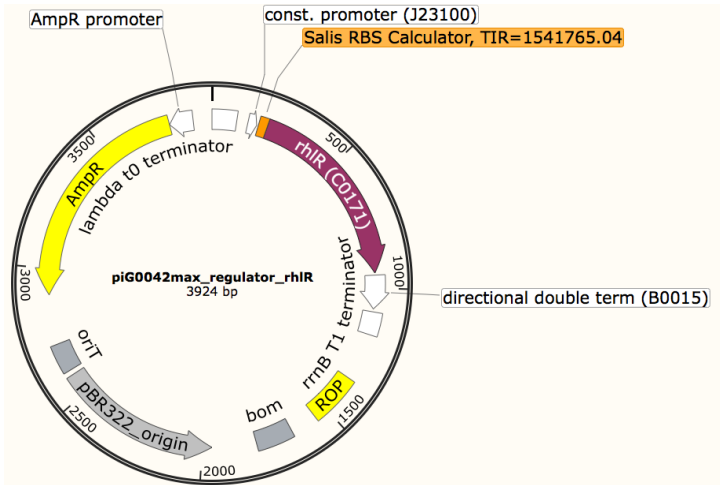 AmpR promoter
const. promoter (J23100)
Salis RBS Calculator, TIR=1541765.04
3500
AmpR
lambda t0 terminator
500
rhlR (C0171)
3000
piG0042max_regulator_rhlR
3924 bp
rrnB T1 terminator
1000
directional double term (B0015)
oriT
pBR322_origin
2500
bom
ROP
1500
2000